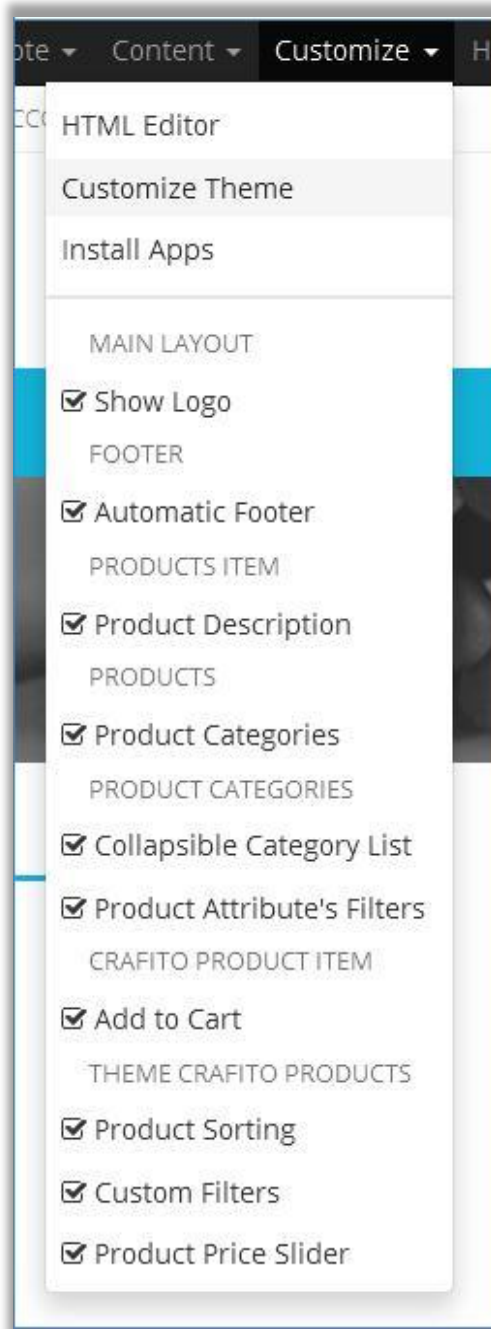 Content Customize
HTML Editor
Customize Theme
Install Apps
MAIN LAYOUT
Show Logo
FOOTER
Automatic Footer
PRODUCTS ITEM
Product Description
PRODUCTS
Product Categories
PRODUCT CATEGORIES
Collapsible Category List
Product Attribute's Filters
CRAFITO PRODUCT ITEM
Add to Cart
THEME CRAFITO PRODUCTS
Product Sorting
Custom Filters
Product Price Slider